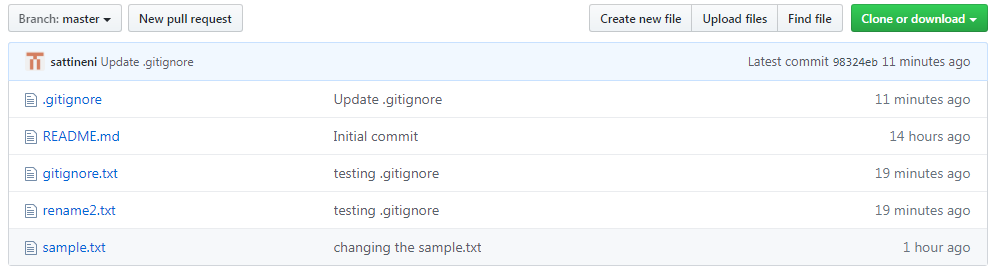 Branch: master New pull request Create new file Upload files Find file Clone or download
sattineni Update .gitignore Latest commit 98324eb 11 minutes ago
.gitignore Update .gitignore 11 minutes ago
README.md Initial commit 14 hours ago
gitignore.txt testing .gitignore 19 minutes ago
rename2.txt testing .gitignore 19 minutes ago
sample.txt changing the sample.txt 1 hour ago